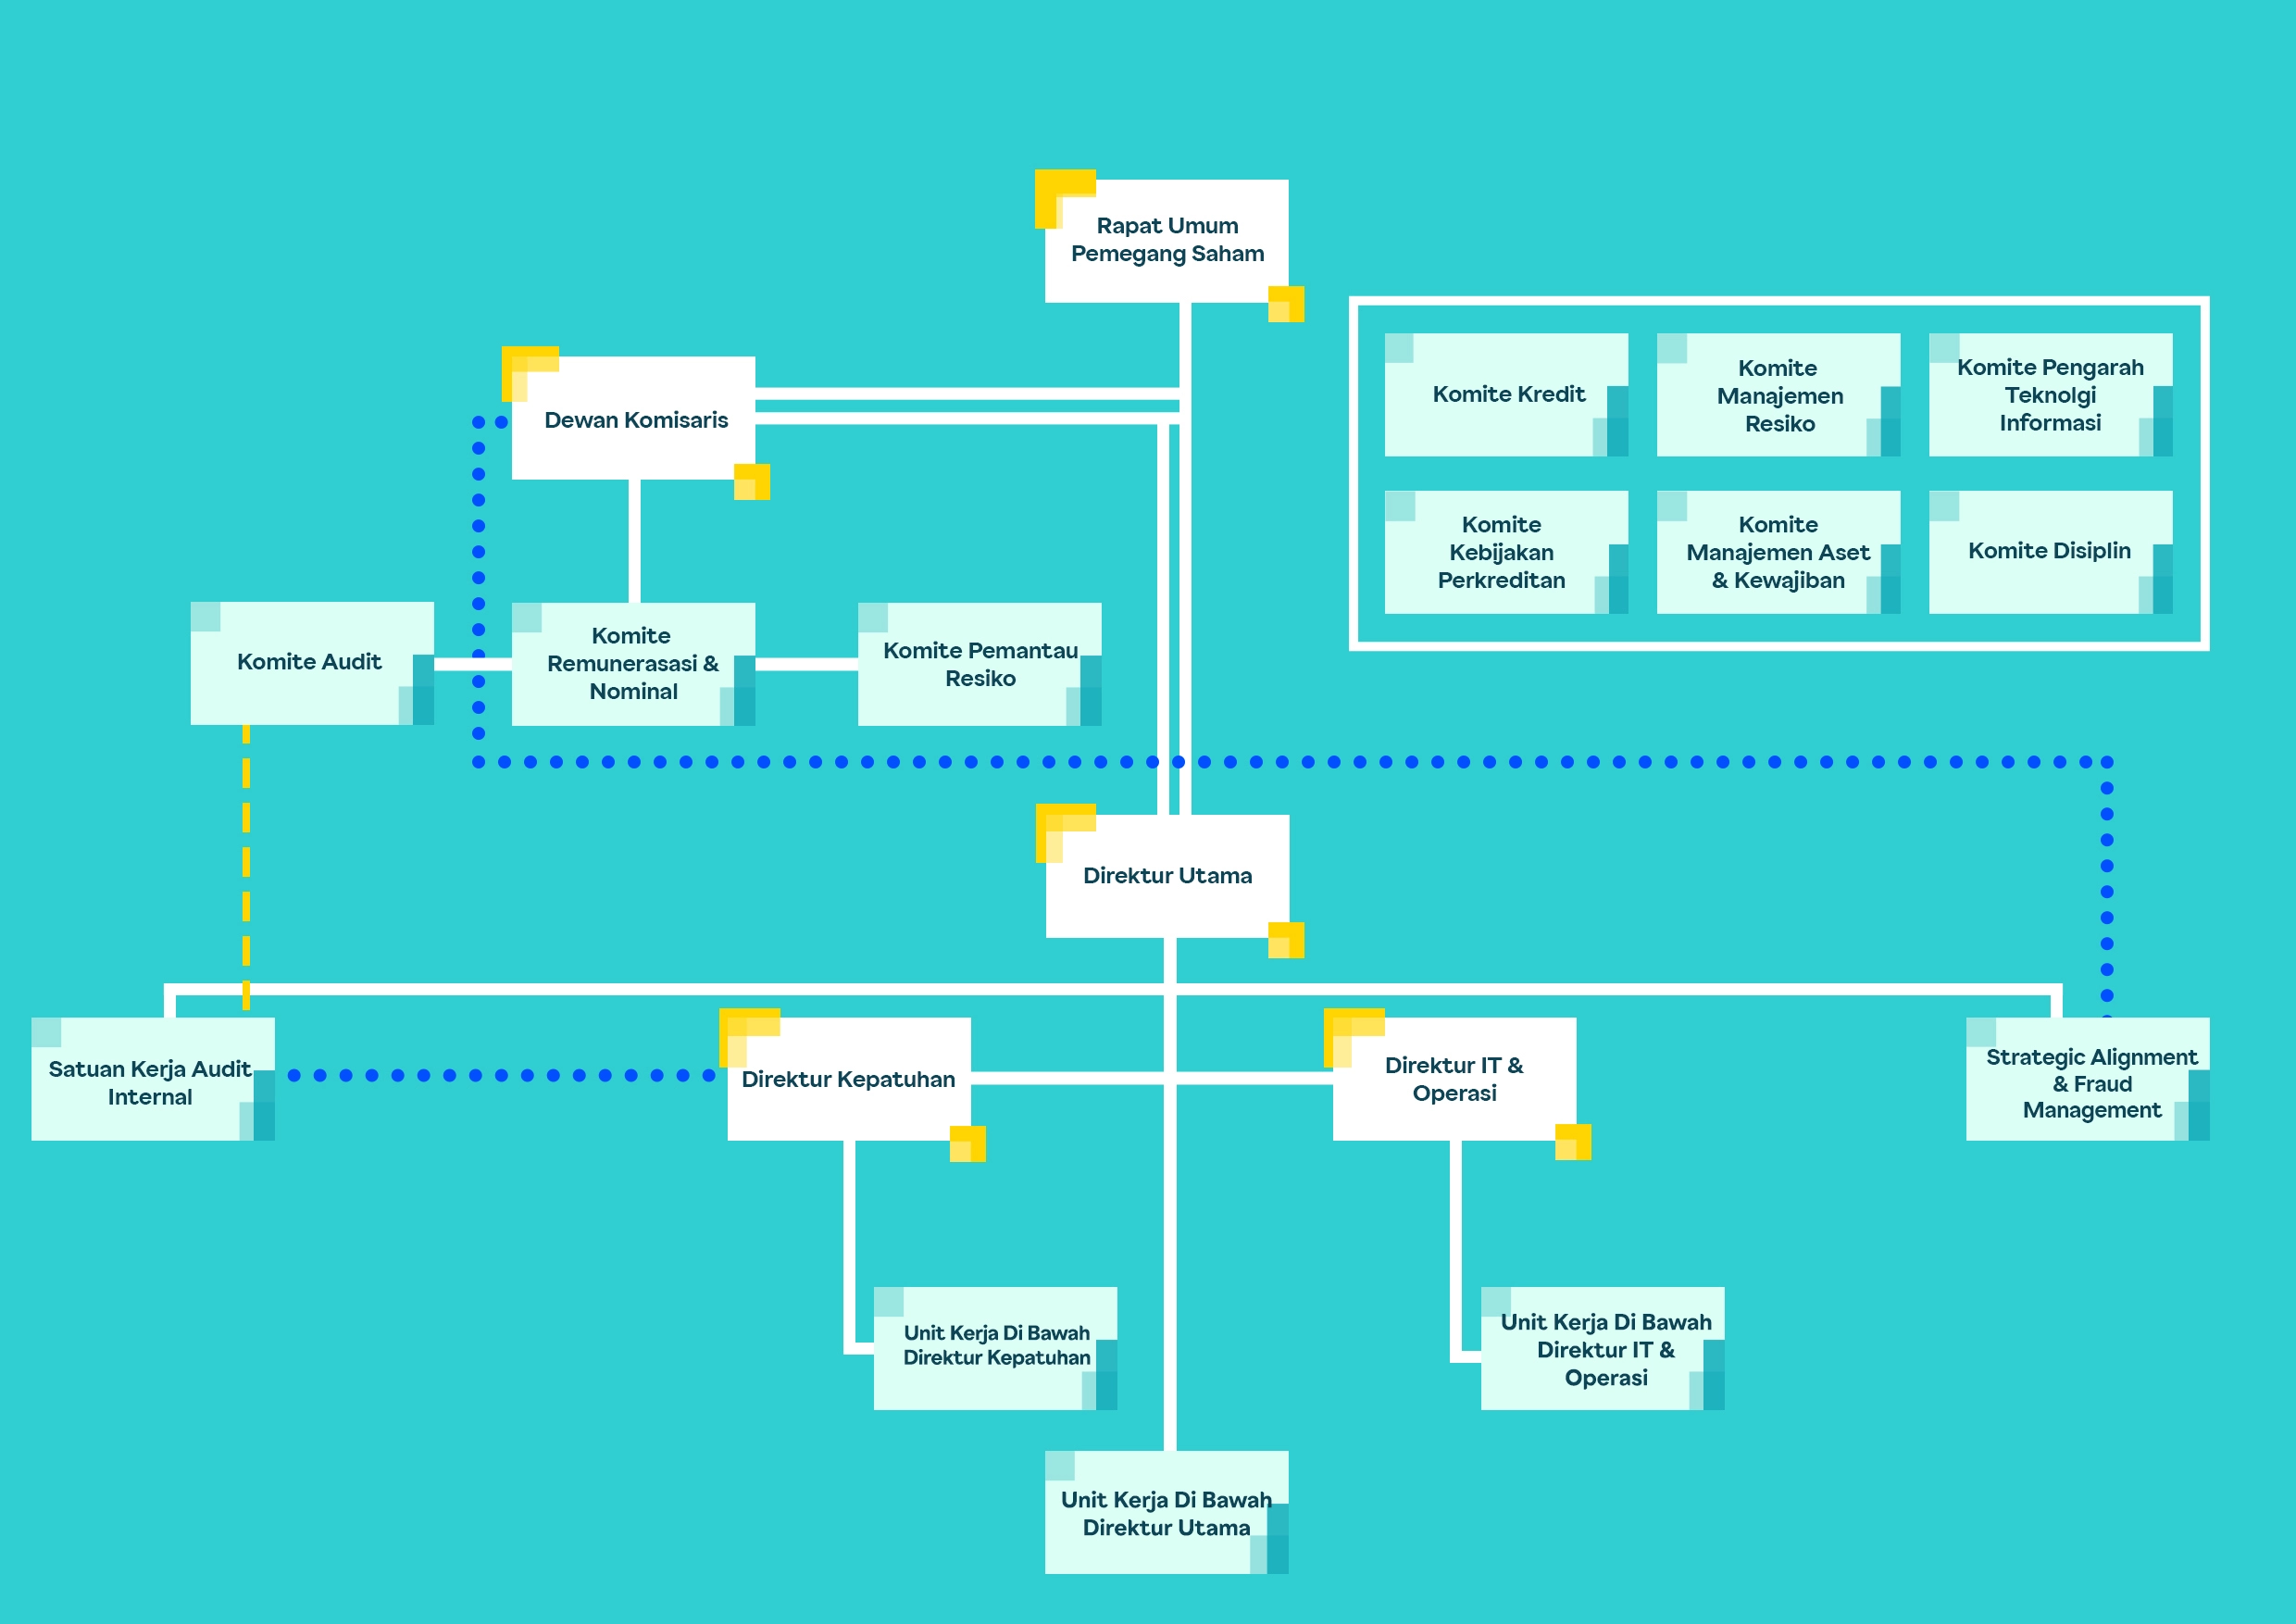 Rapat Umum
Pemegang Saham
Dewan Komisaris
Komite Kredit
Komite
Manajemen
Resiko
Komite Pengarah
Teknolgi
Informasi
Komite
Kebijakan
Perkreditan
Komite
Manajemen Aset
& Kewajiban
Komite Disiplin
Komite Audit
Komite
Remunerasasi &
Nominal
Komite Pemantau
Resiko
Direktur Utama
Satuan Kerja Audit
Internal
Direktur Kepatuhan
Direktur IT &
Operasi
Strategic Alignment
& Fraud
Management
Unit Kerja Di Bawah
Direktur Kepatuhan
Unit Kerja Di Bawah
Direktur IT &
Operasi
Unit Kerja Di Bawah
Direktur Utama